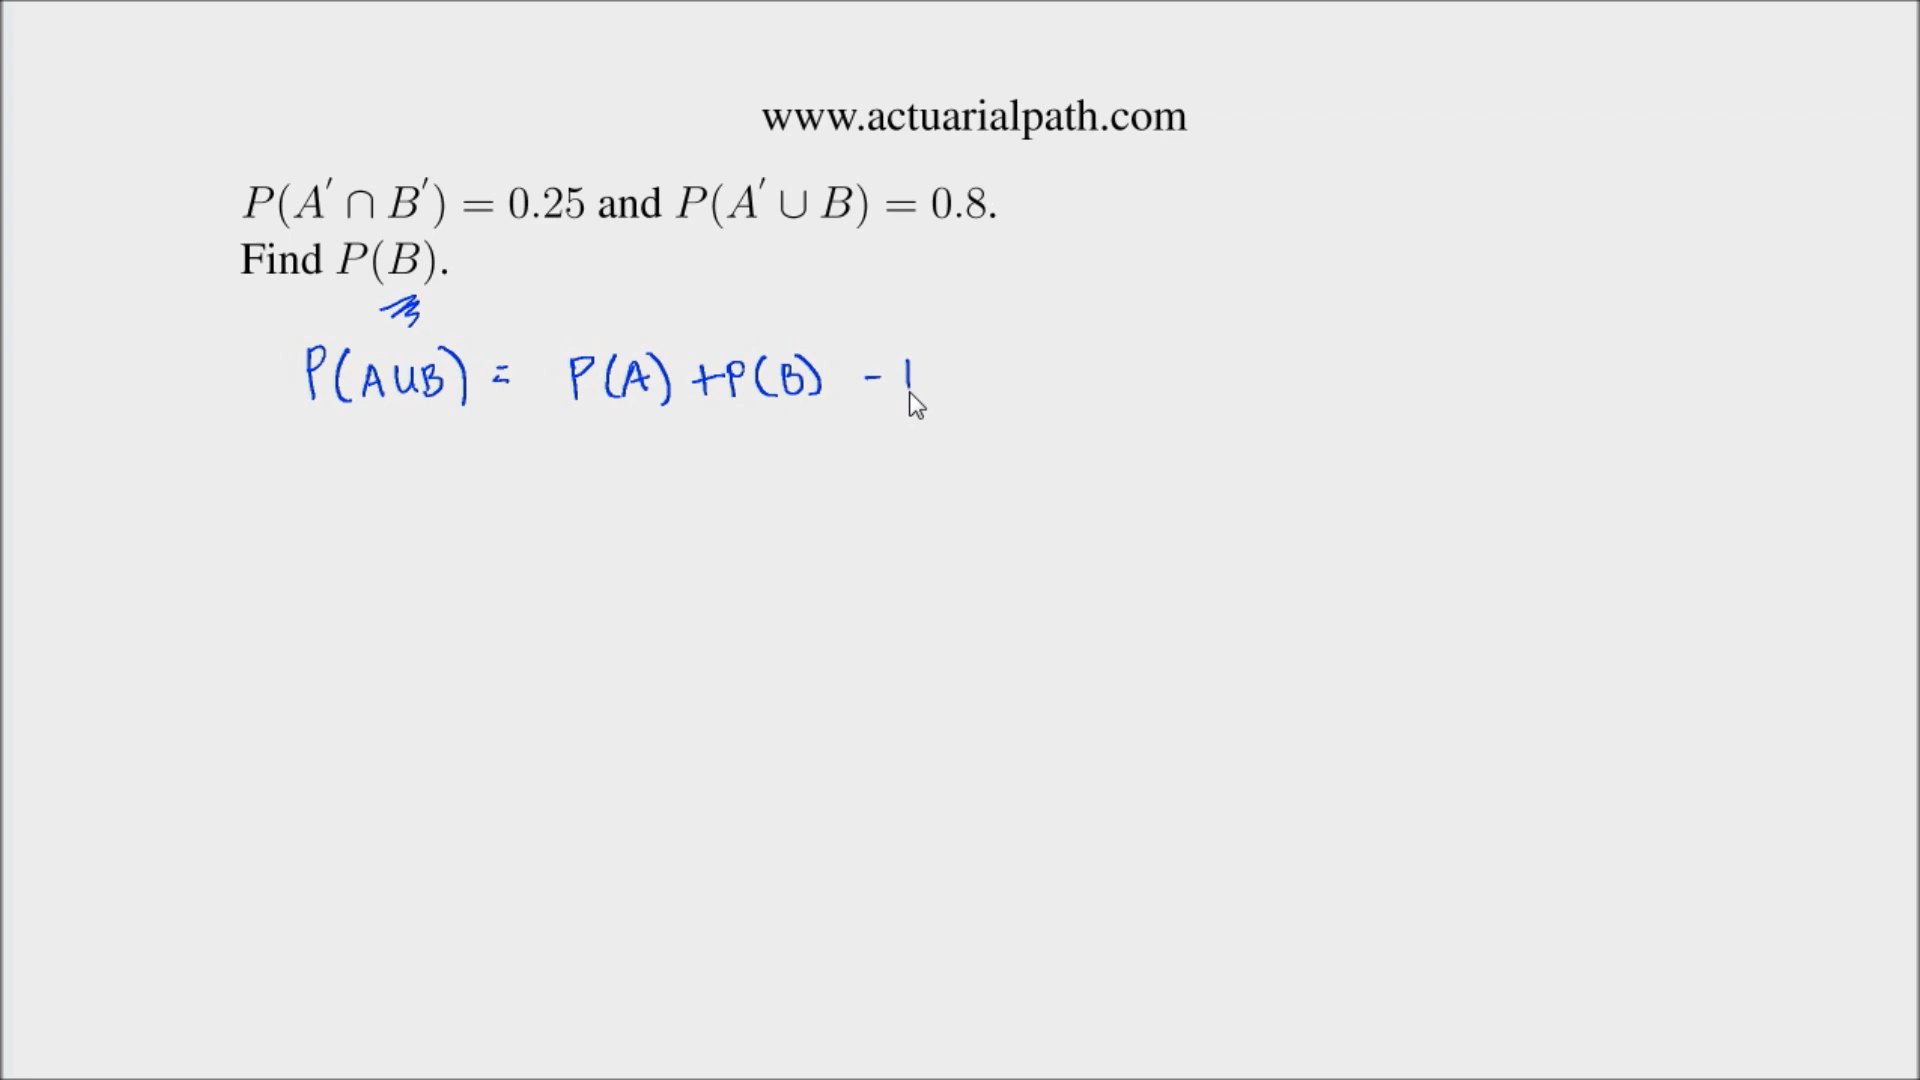 www.actuarialpath.com
P(A′ ∩ B′) = 0.25 and P(A′ ∪ B) = 0.8.
Find P(B).
P(A∪B) = P(A) + P(B) - 1